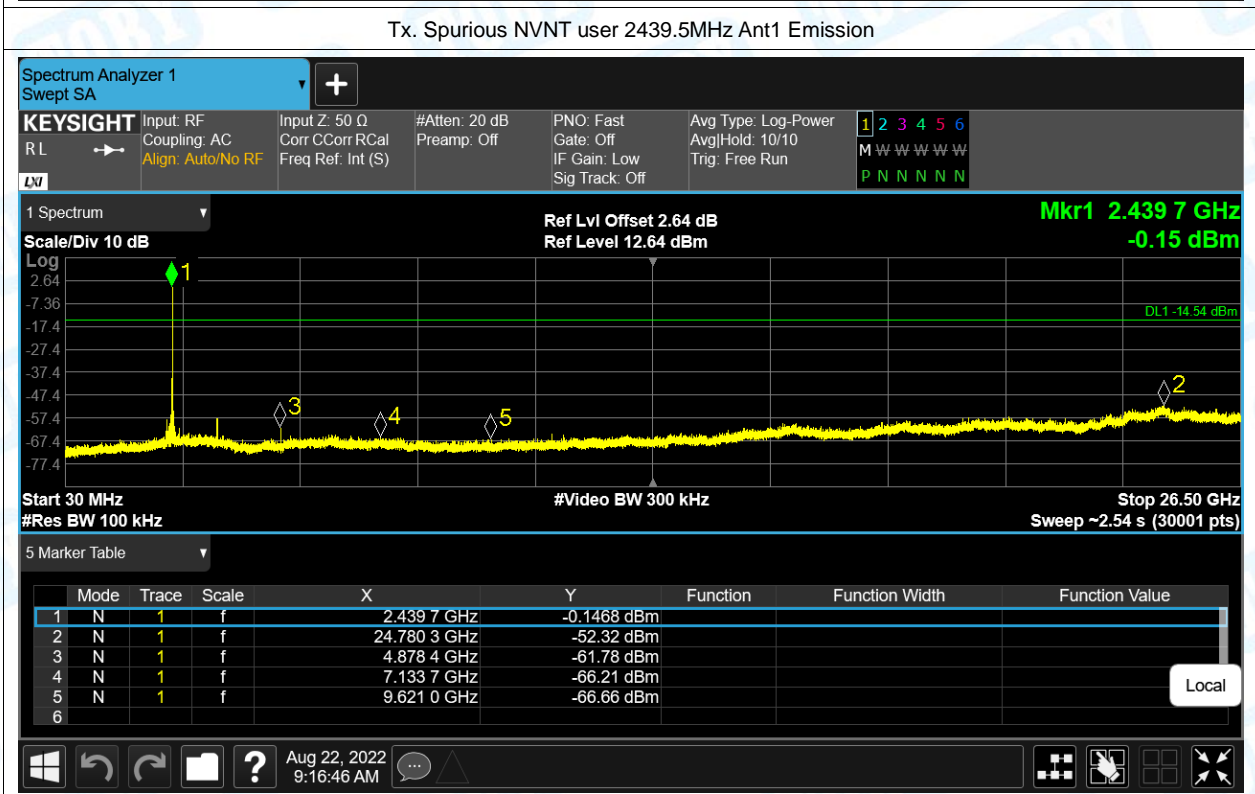 Tx. Spurious NVNT user 2439.5MHz Ant1 Emission
Spectrum Analyzer 1
Swept SA
KEYSIGHT
RL
LXI
Input: RF
Coupling: AC
Align: Auto/No RF
Input Z: 50 Ω
Corr CCorr RCal
Freq Ref: Int (S)
#Atten: 20 dB
Preamp: Off
PNO: Fast
Gate: Off
IF Gain: Low
Sig Track: Off
Avg Type: Log-Power
Avg|Hold: 10/10
Trig: Free Run
1 2 3 4 5 6
M W W W W W
P N N N N N
1 Spectrum
Scale/Div 10 dB
Ref Lvl Offset 2.64 dB
Ref Level 12.64 dBm
Mkr1 2.439 7 GHz
-0.15 dBm
Log
2.64
-7.36
-17.4
-27.4
-37.4
-47.4
-57.4
-67.4
-77.4
1
DL1 -14.54 dBm
2
3
4
5
Start 30 MHz
#Res BW 100 kHz
#Video BW 300 kHz
Stop 26.50 GHz
Sweep ~2.54 s (30001 pts)
5 Marker Table
Mode Trace Scale X Y Function Function Width Function Value
1 N 1 f 2.439 7 GHz -0.1468 dBm
2 N 1 f 24.780 3 GHz -52.32 dBm
3 N 1 f 4.878 4 GHz -61.78 dBm
4 N 1 f 7.133 7 GHz -66.21 dBm
5 N 1 f 9.621 0 GHz -66.66 dBm
6
Local
?
Aug 22, 2022
9:16:46 AM